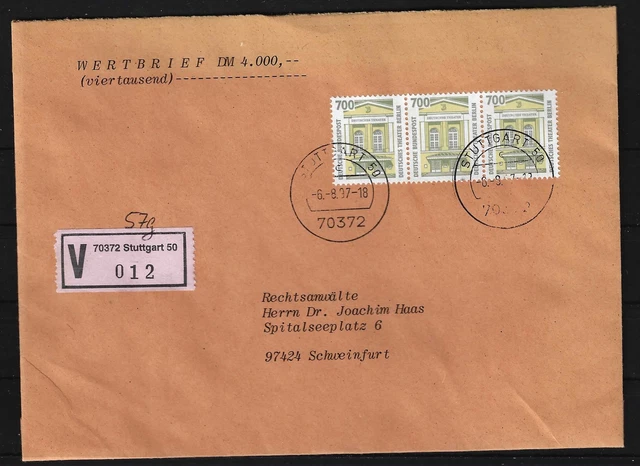 WERTBRIEF DM 4.000,--
(viertausend)------------------
700 DEUTSCHE BUNDESPOST DEUTSCHES THEATER BERLIN
700 DEUTSCHE BUNDESPOST DEUTSCHES THEATER BERLIN
700 DEUTSCHES THEATER BERLIN
STUTTGART 50
-6.-8.97-18
70372
STUTTGART 50
57g
V 70372 Stuttgart 50
012
Rechtsanwälte
Herrn Dr. Joachim Haas
Spitalseeplatz 6
97424 Schweinfurt